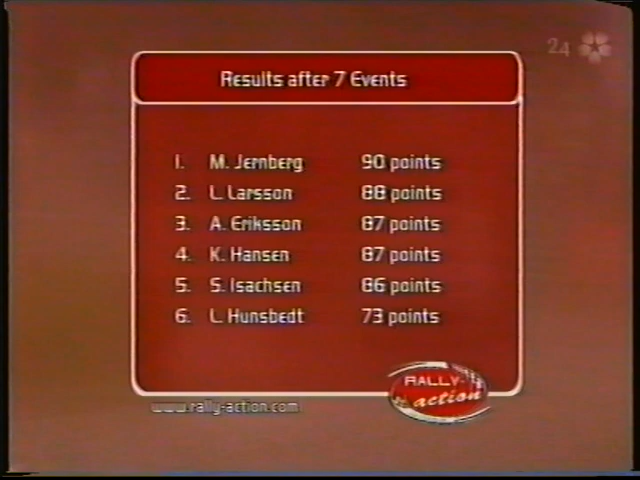 24
Results after 7 Events
1. M. Jernberg 90 points
2. L. Larsson 88 points
3. A. Eriksson 87 points
4. K. Hansen 87 points
5. S. Isachsen 86 points
6. L. Hunsbedt 73 points
RALLY-
action
www.rally-action.com